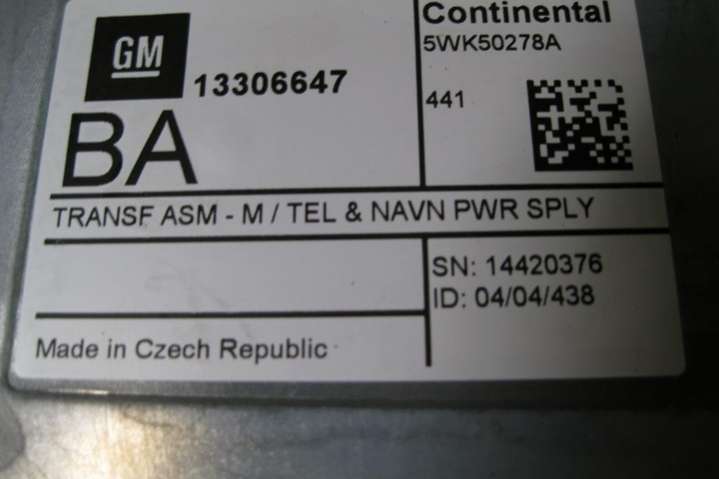 GM
13306647
BA
Continental
5WK50278A
441
TRANSF ASM - M / TEL & NAVN PWR SPLY
SN: 14420376
ID: 04/04/438
Made in Czech Republic